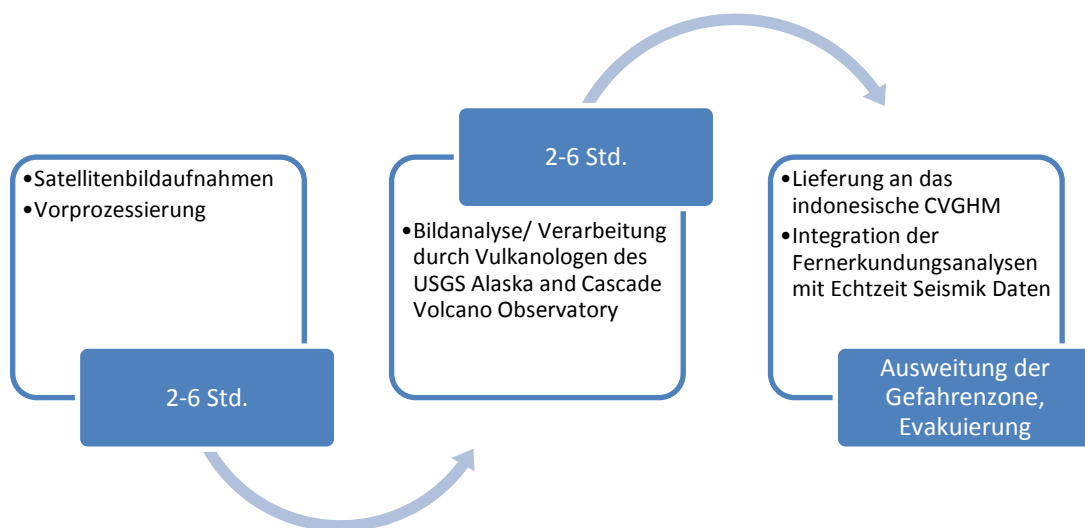 •Satellitenbildaufnahmen
•Vorprozessierung
2-6 Std.
2-6 Std.
•Bildanalyse/ Verarbeitung
durch Vulkanologen des
USGS Alaska and Cascade
Volcano Observatory
•Lieferung an das
indonesische CVGHM
•Integration der
Fernerkundungsanalysen
mit Echtzeit Seismik Daten
Ausweitung der
Gefahrenzone,
Evakuierung